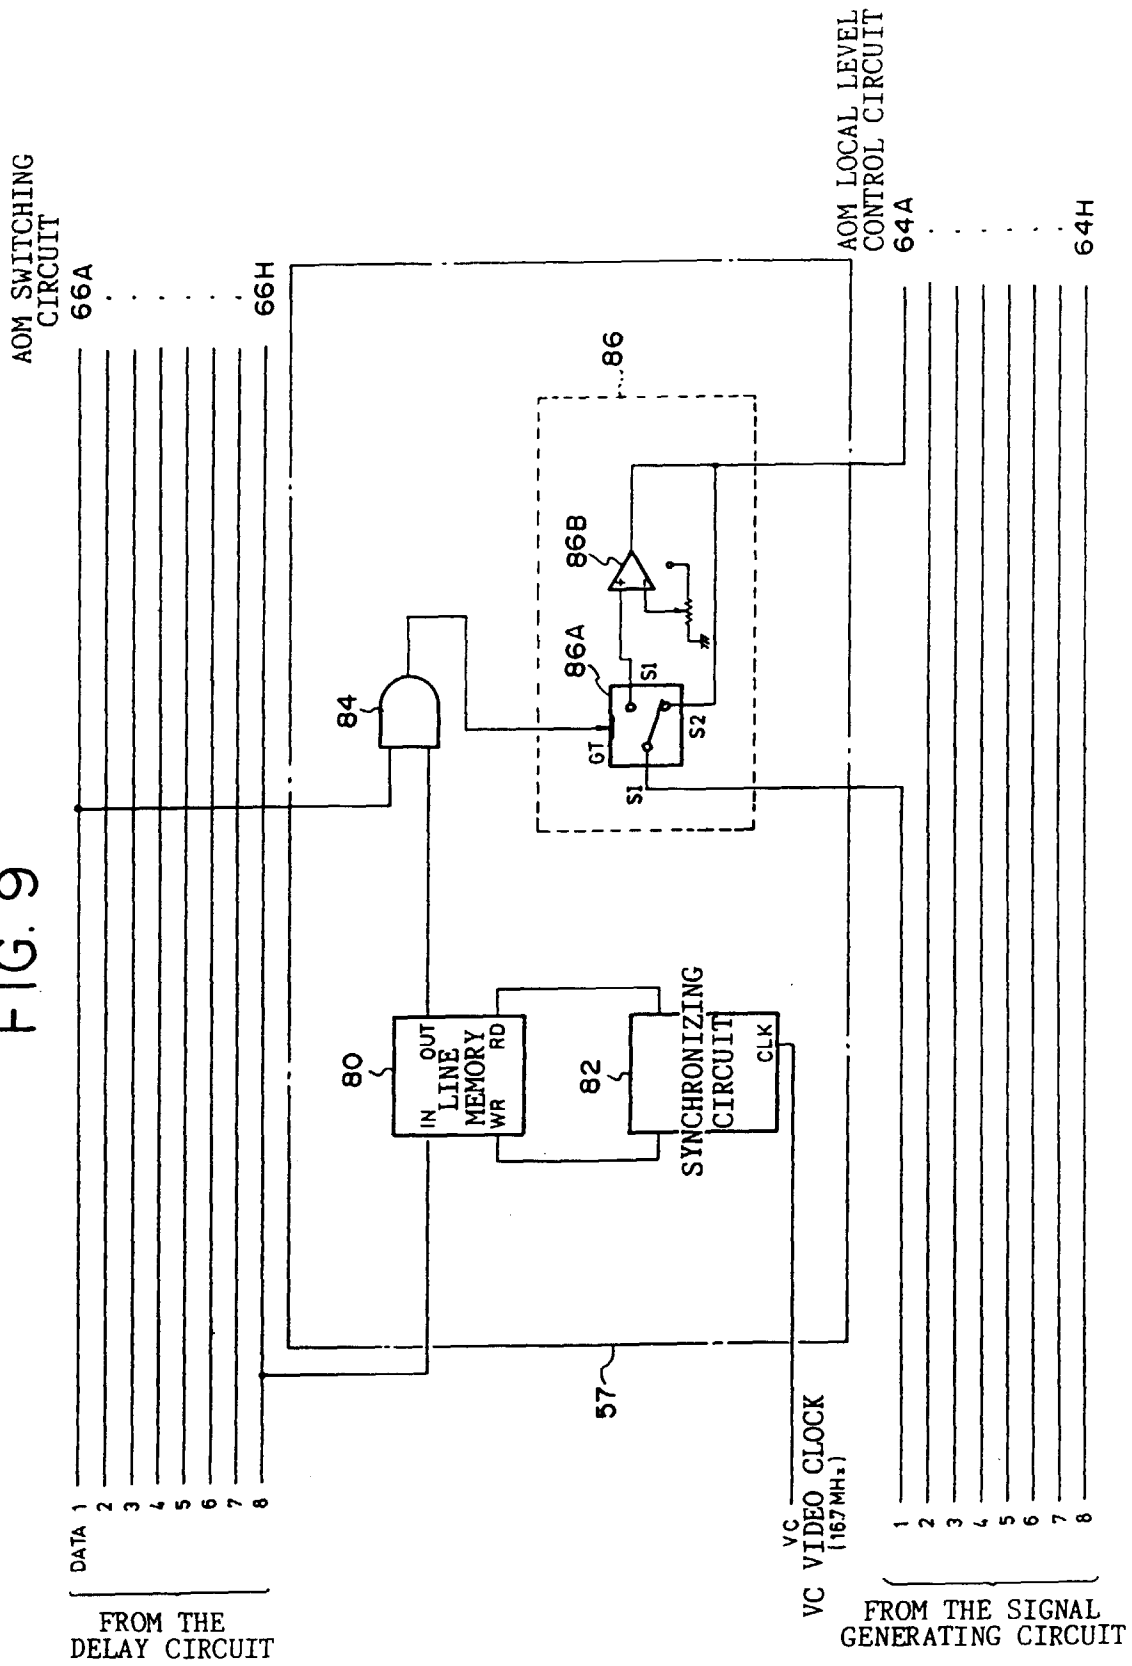 FIG. 9
AOM SWITCHING
CIRCUIT
66A
66H
DATA 1
2
3
4
5
6
7
8
FROM THE
DELAY CIRCUIT
57
80
IN
OUT
LINE
MEMORY
WR
RD
82
SYNCHRONIZING
CIRCUIT
CLK
84
86
86A
86B
GT
S1
S1
S2
+
-
VC
VC VIDEO CLOCK
(16.7MHz)
AOM LOCAL LEVEL
CONTROL CIRCUIT
64A
64H
1
2
3
4
5
6
7
8
FROM THE SIGNAL
GENERATING CIRCUIT